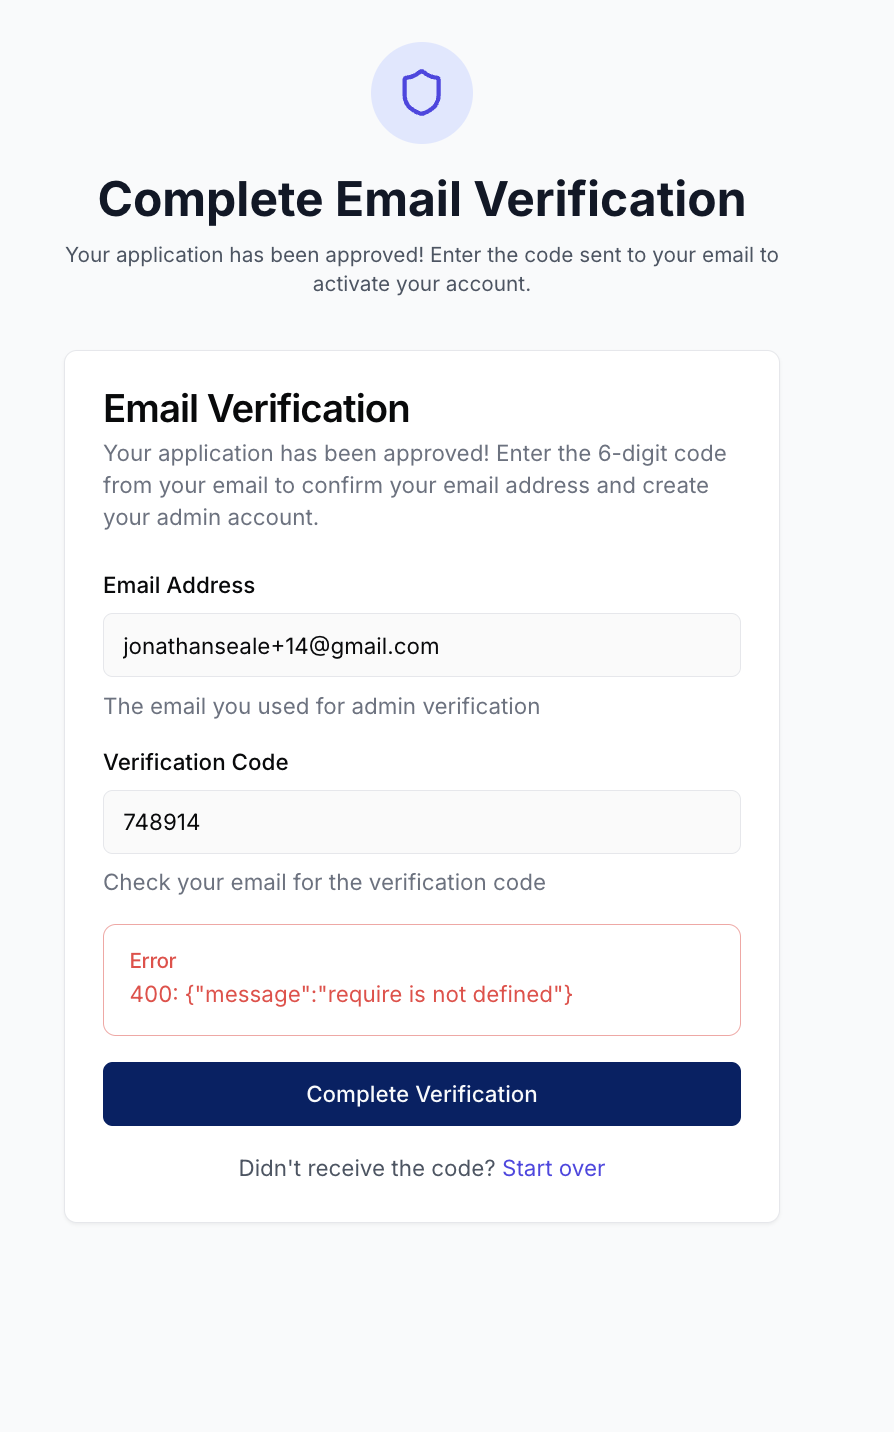 Complete Email Verification
Your application has been approved! Enter the code sent to your email to
activate your account.
Email Verification
Your application has been approved! Enter the 6-digit code
from your email to confirm your email address and create
your admin account.
Email Address
jonathanseale+14@gmail.com
The email you used for admin verification
Verification Code
748914
Check your email for the verification code
Error
400: {"message":"require is not defined"}
Complete Verification
Didn't receive the code? Start over